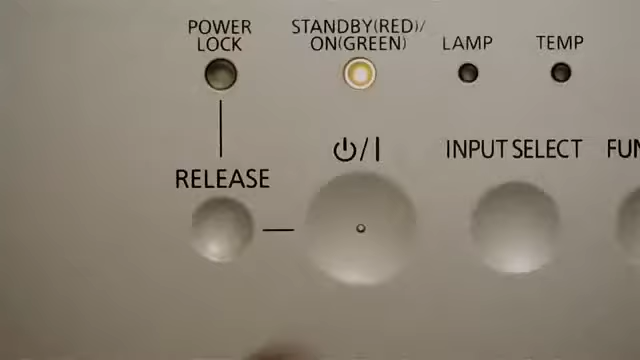 POWER
LOCK
STANDBY(RED)/
ON(GREEN)
LAMP
TEMP
⏻/I
INPUT SELECT
RELEASE